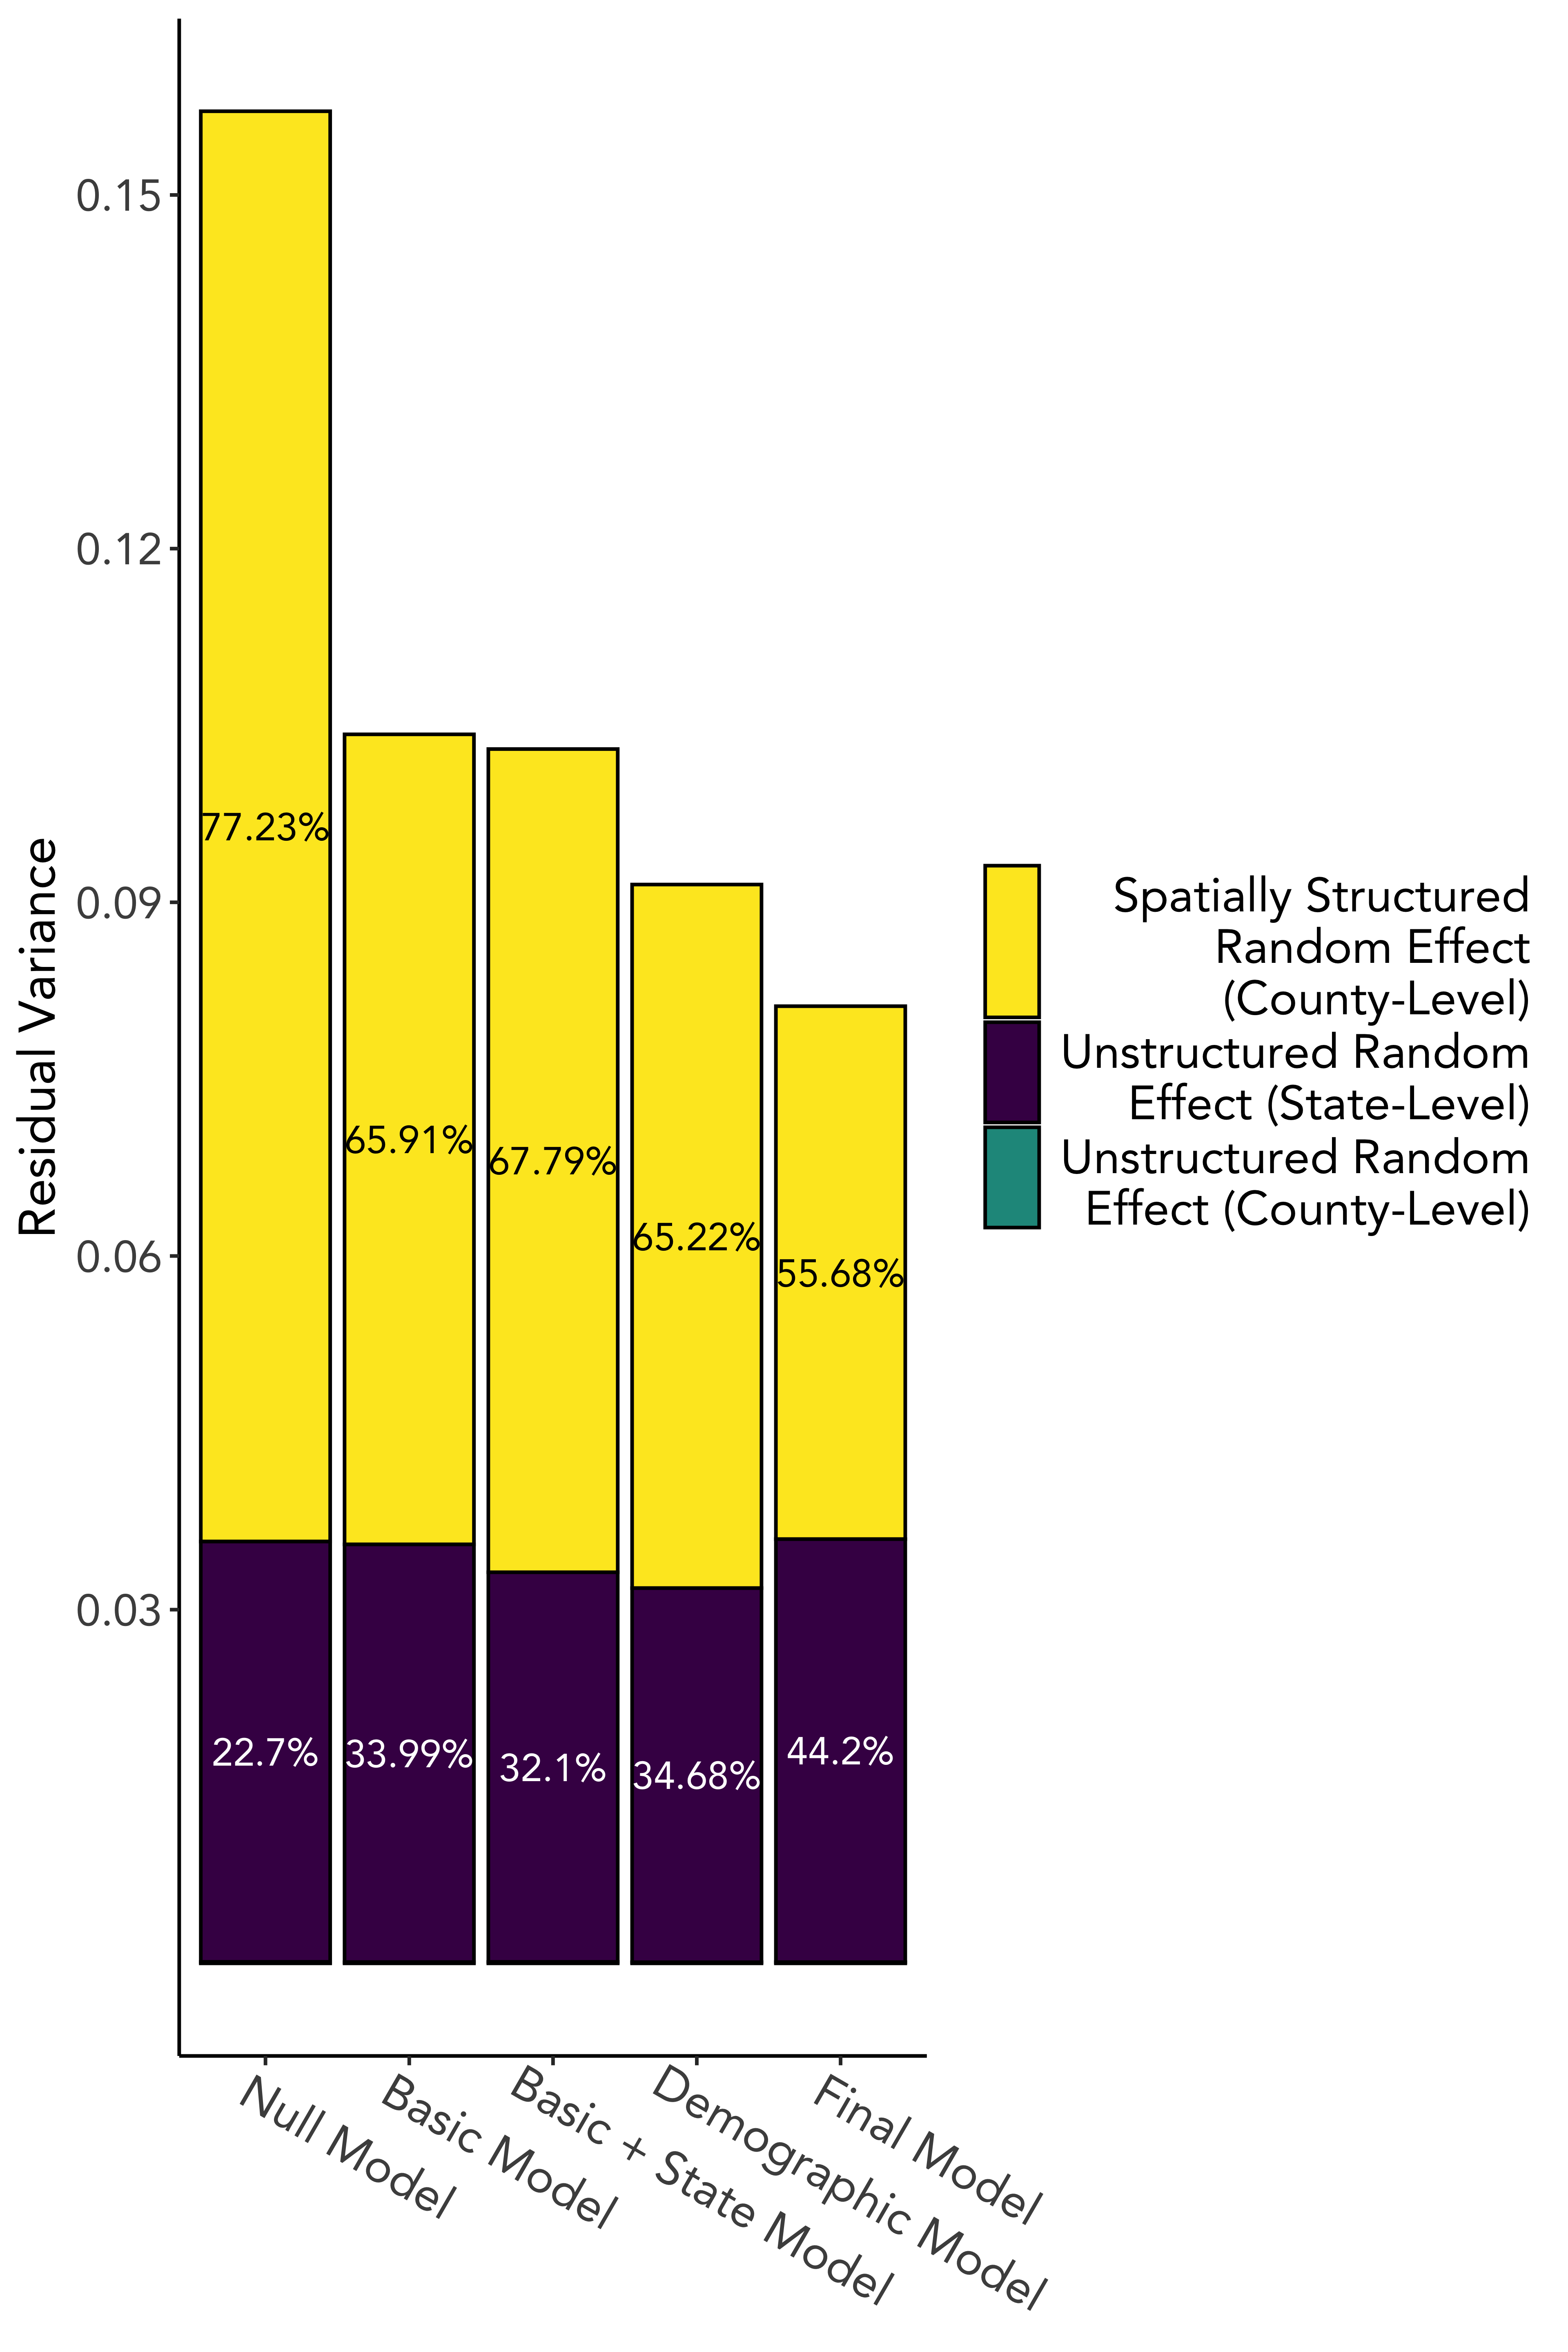 Residual Variance
0.15
0.12
0.09
0.06
0.03
77.23%
65.91%
67.79%
65.22%
55.68%
22.7%
33.99%
32.1%
34.68%
44.2%
Null Model
Basic Model
Basic + State Model
Demographic Model
Final Model
Spatially Structured
Random Effect
(County-Level)
Unstructured Random
Effect (State-Level)
Unstructured Random
Effect (County-Level)